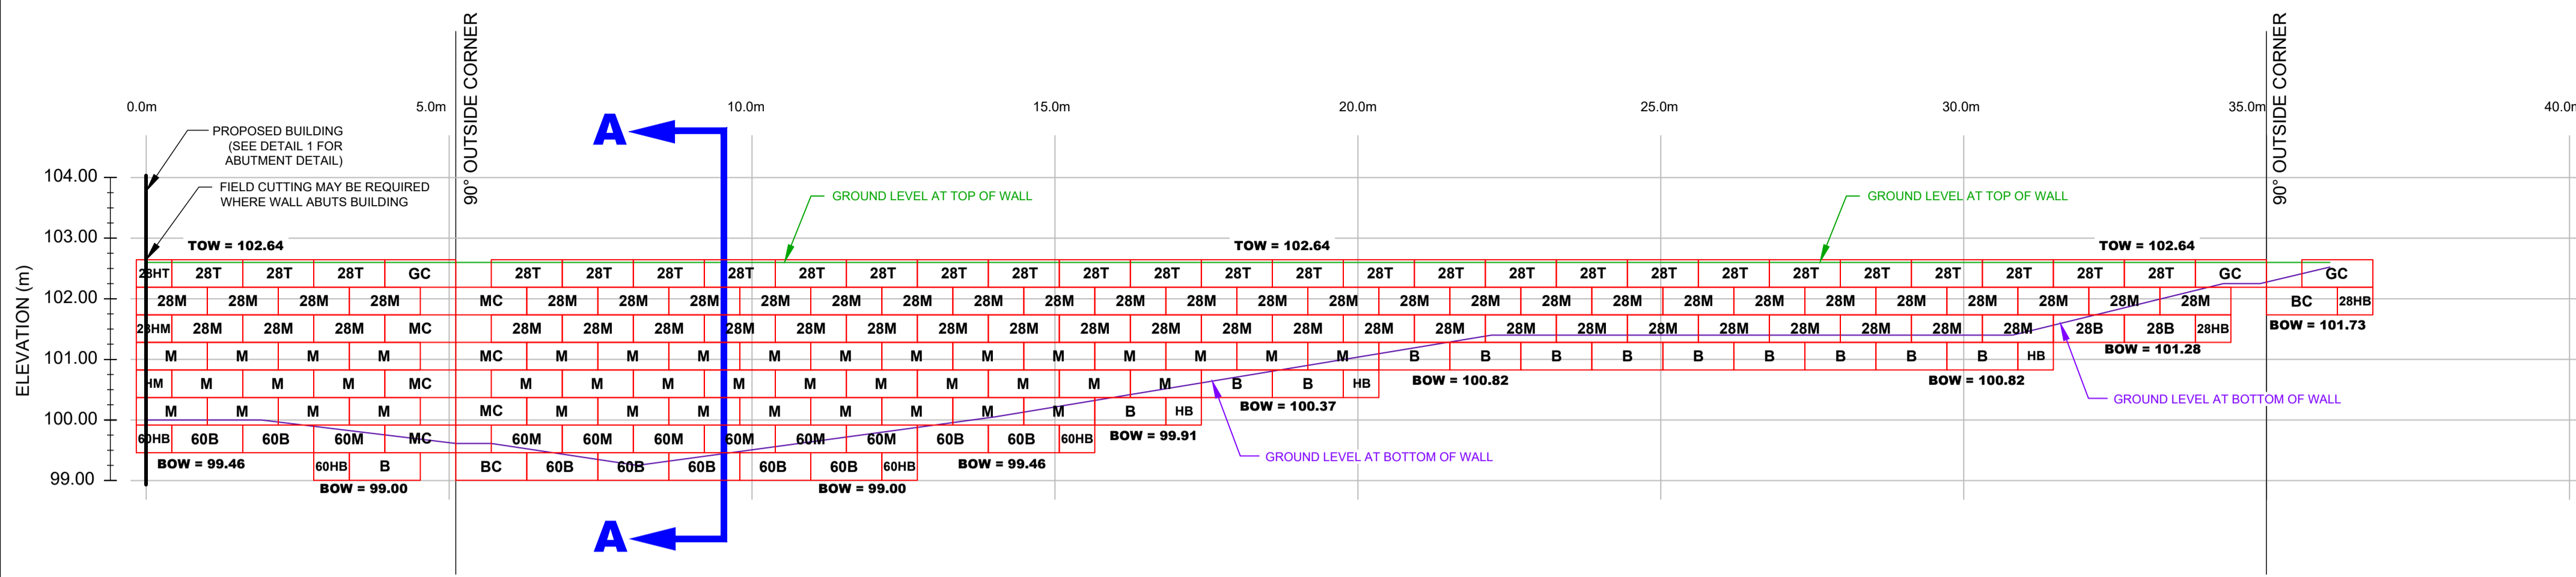 90° OUTSIDE CORNER
90° OUTSIDE CORNER
0.0m 5.0m 10.0m 15.0m 20.0m 25.0m 30.0m 35.0m 40.0m
A
PROPOSED BUILDING
(SEE DETAIL 1 FOR
ABUTMENT DETAIL)
FIELD CUTTING MAY BE REQUIRED
WHERE WALL ABUTS BUILDING
GROUND LEVEL AT TOP OF WALL
GROUND LEVEL AT TOP OF WALL
ELEVATION (m)
104.00
103.00
102.00
101.00
100.00
99.00
TOW = 102.64 TOW = 102.64 TOW = 102.64
28HT 28T 28T 28T GC 28T 28T 28T 28T 28T 28T 28T 28T 28T 28T 28T 28T 28T 28T 28T 28T 28T 28T 28T 28T 28T 28T 28T GC GC
28M 28M 28M 28M MC 28M 28M 28M 28M 28M 28M 28M 28M 28M 28M 28M 28M 28M 28M 28M 28M 28M 28M 28M 28M 28M 28M 28M BC 28HB
28HM 28M 28M 28M MC 28M 28M 28M 28M 28M 28M 28M 28M 28M 28M 28M 28M 28M 28M 28M 28M 28M 28M 28M 28M 28B 28B 28HB
BOW = 101.73
M M M M MC M M M M M M M M M M M M B B B B B B B B B HB
BOW = 101.28
HM M M M MC M M M M M M M M M M B B HB
BOW = 100.82 BOW = 100.82
M M M M MC M M M M M M M M B HB
BOW = 100.37
GROUND LEVEL AT BOTTOM OF WALL
60HB 60B 60B 60M MC 60M 60M 60M 60M 60M 60M 60B 60B 60HB
BOW = 99.91
GROUND LEVEL AT BOTTOM OF WALL
BOW = 99.46 60HB B BC 60B 60B 60B 60B 60B 60HB BOW = 99.46
BOW = 99.00 BOW = 99.00
A